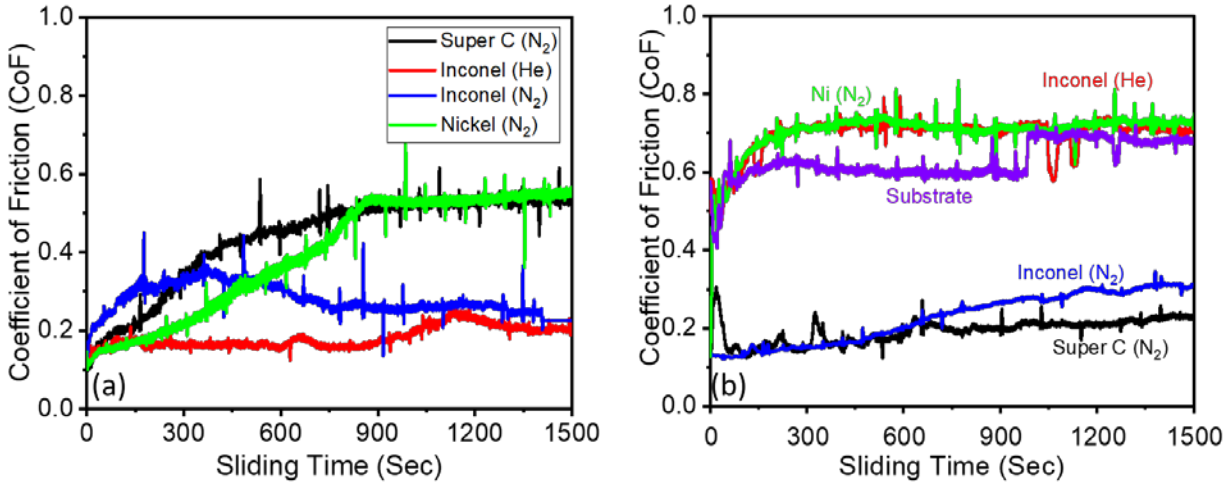 1.0
0.8
0.6
0.4
0.2
0.0
Coefficient of Friction (CoF)
Super C (N₂)
Inconel (He)
Inconel (N₂)
Nickel (N₂)
(a)
0 300 600 900 1200 1500
Sliding Time (Sec)
1.0
0.8
0.6
0.4
0.2
0.0
Coefficient of Friction (CoF)
Ni (N₂)
Inconel (He)
Substrate
Inconel (N₂)
Super C (N₂)
(b)
0 300 600 900 1200 1500
Sliding Time (Sec)